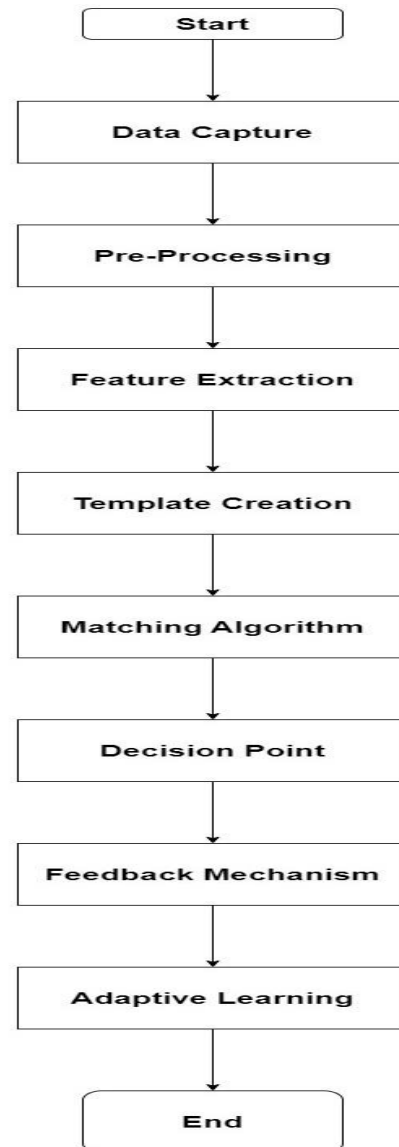 Start
Data Capture
Pre-Processing
Feature Extraction
Template Creation
Matching Algorithm
Decision Point
Feedback Mechanism
Adaptive Learning
End